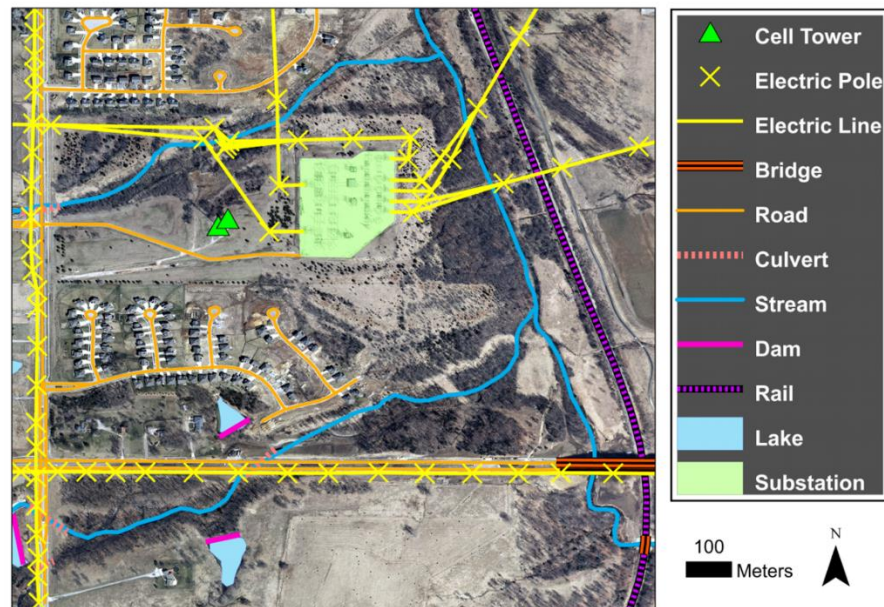 Cell Tower
Electric Pole
Electric Line
Bridge
Road
Culvert
Stream
Dam
Rail
Lake
Substation
100
Meters
N